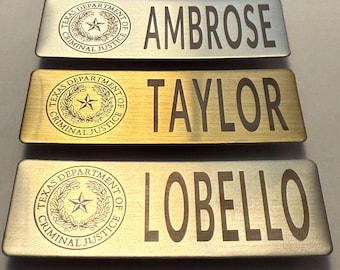 TEXAS DEPARTMENT OF
CRIMINAL JUSTICE
AMBROSE
TEXAS DEPARTMENT OF
CRIMINAL JUSTICE
TAYLOR
TEXAS DEPARTMENT OF
CRIMINAL JUSTICE
LOBELLO